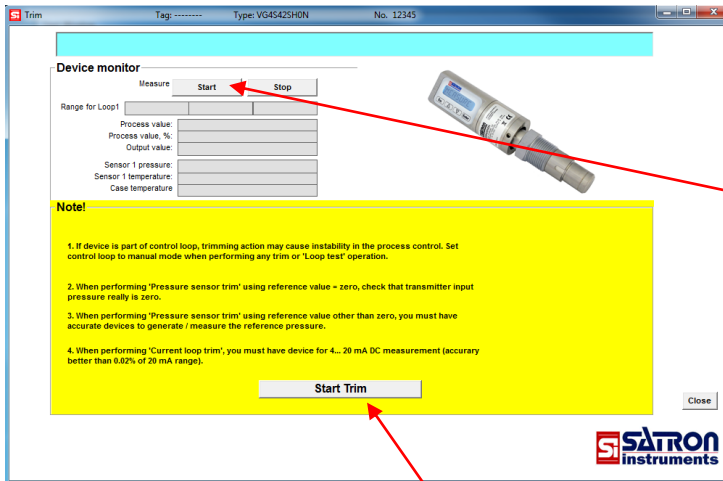 Si Trim Tag: -------- Type: VG4S42SH0N No. 12345
Device monitor
Measure Start Stop
Range for Loop1
Process value:
Process value, %:
Output value:
Sensor 1 pressure:
Sensor 1 temperature:
Case temperature
Note!
1. If device is part of control loop, trimming action may cause instability in the process control. Set
control loop to manual mode when performing any trim or 'Loop test' operation.
2. When performing 'Pressure sensor trim' using reference value = zero, check that transmitter input
pressure really is zero.
3. When performing 'Pressure sensor trim' using reference value other than zero, you must have
accurate devices to generate / measure the reference pressure.
4. When performing 'Current loop trim', you must have device for 4... 20 mA DC measurement (accurary
better than 0.02% of 20 mA range).
Start Trim
Close
Si SATRON
instruments